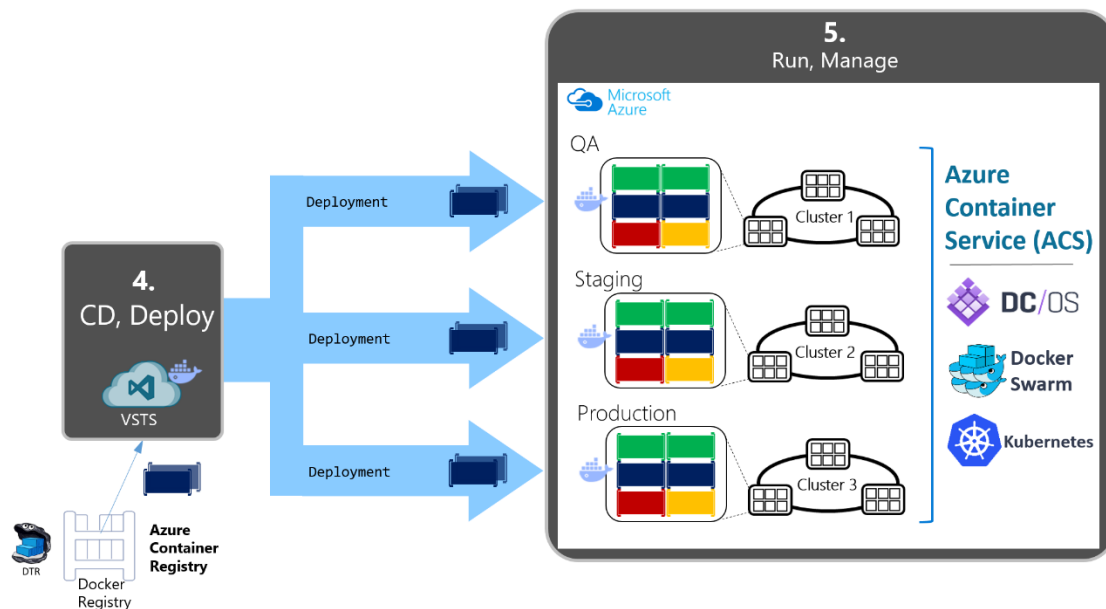 5.
Run, Manage
Microsoft
Azure
QA
Cluster 1
Staging
Cluster 2
Production
Cluster 3
Azure
Container
Service (ACS)
DC/OS
Docker
Swarm
Kubernetes
Deployment
Deployment
Deployment
4.
CD, Deploy
VSTS
Azure
Container
Registry
DTR
Docker
Registry